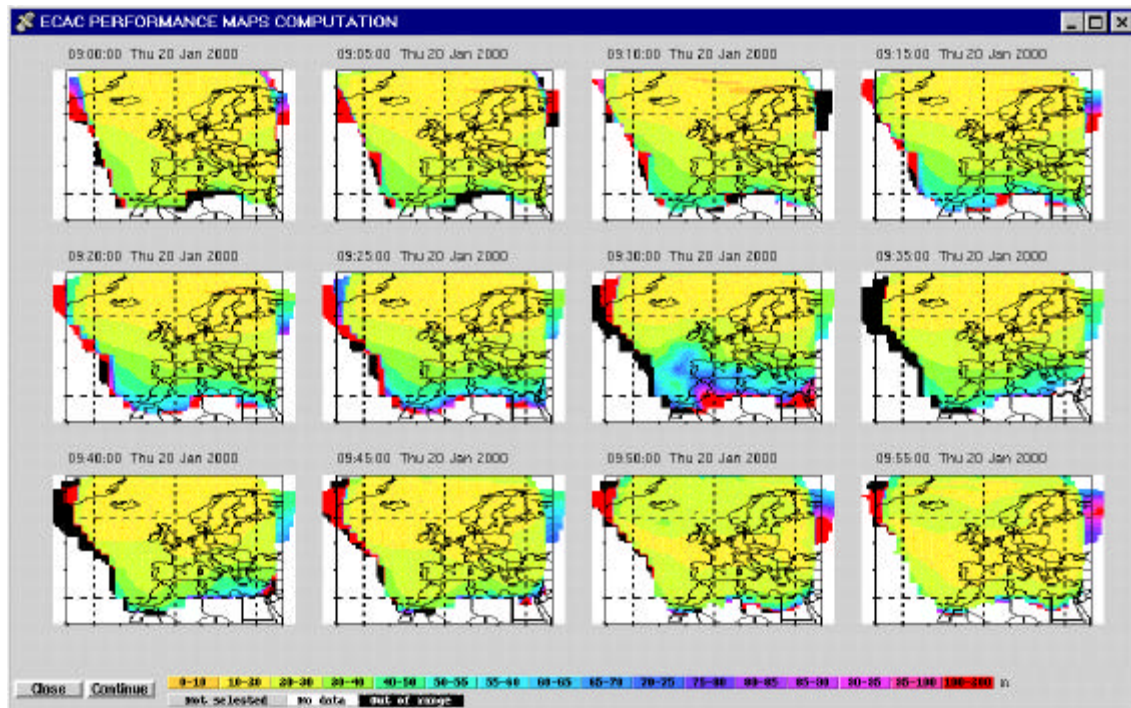 ECAC PERFORMANCE MAPS COMPUTATION
09:00:00 Thu 20 Jan 2000
09:05:00 Thu 20 Jan 2000
09:10:00 Thu 20 Jan 2000
09:15:00 Thu 20 Jan 2000
09:20:00 Thu 20 Jan 2000
09:25:00 Thu 20 Jan 2000
09:30:00 Thu 20 Jan 2000
09:35:00 Thu 20 Jan 2000
09:40:00 Thu 20 Jan 2000
09:45:00 Thu 20 Jan 2000
09:50:00 Thu 20 Jan 2000
09:55:00 Thu 20 Jan 2000
Close Continue 0-10 10-20 20-30 30-40 40-50 50-55 55-60 60-65 65-70 70-75 75-80 80-85 85-90 90-95 95-100 100-200 m
Not selected No data Out of range